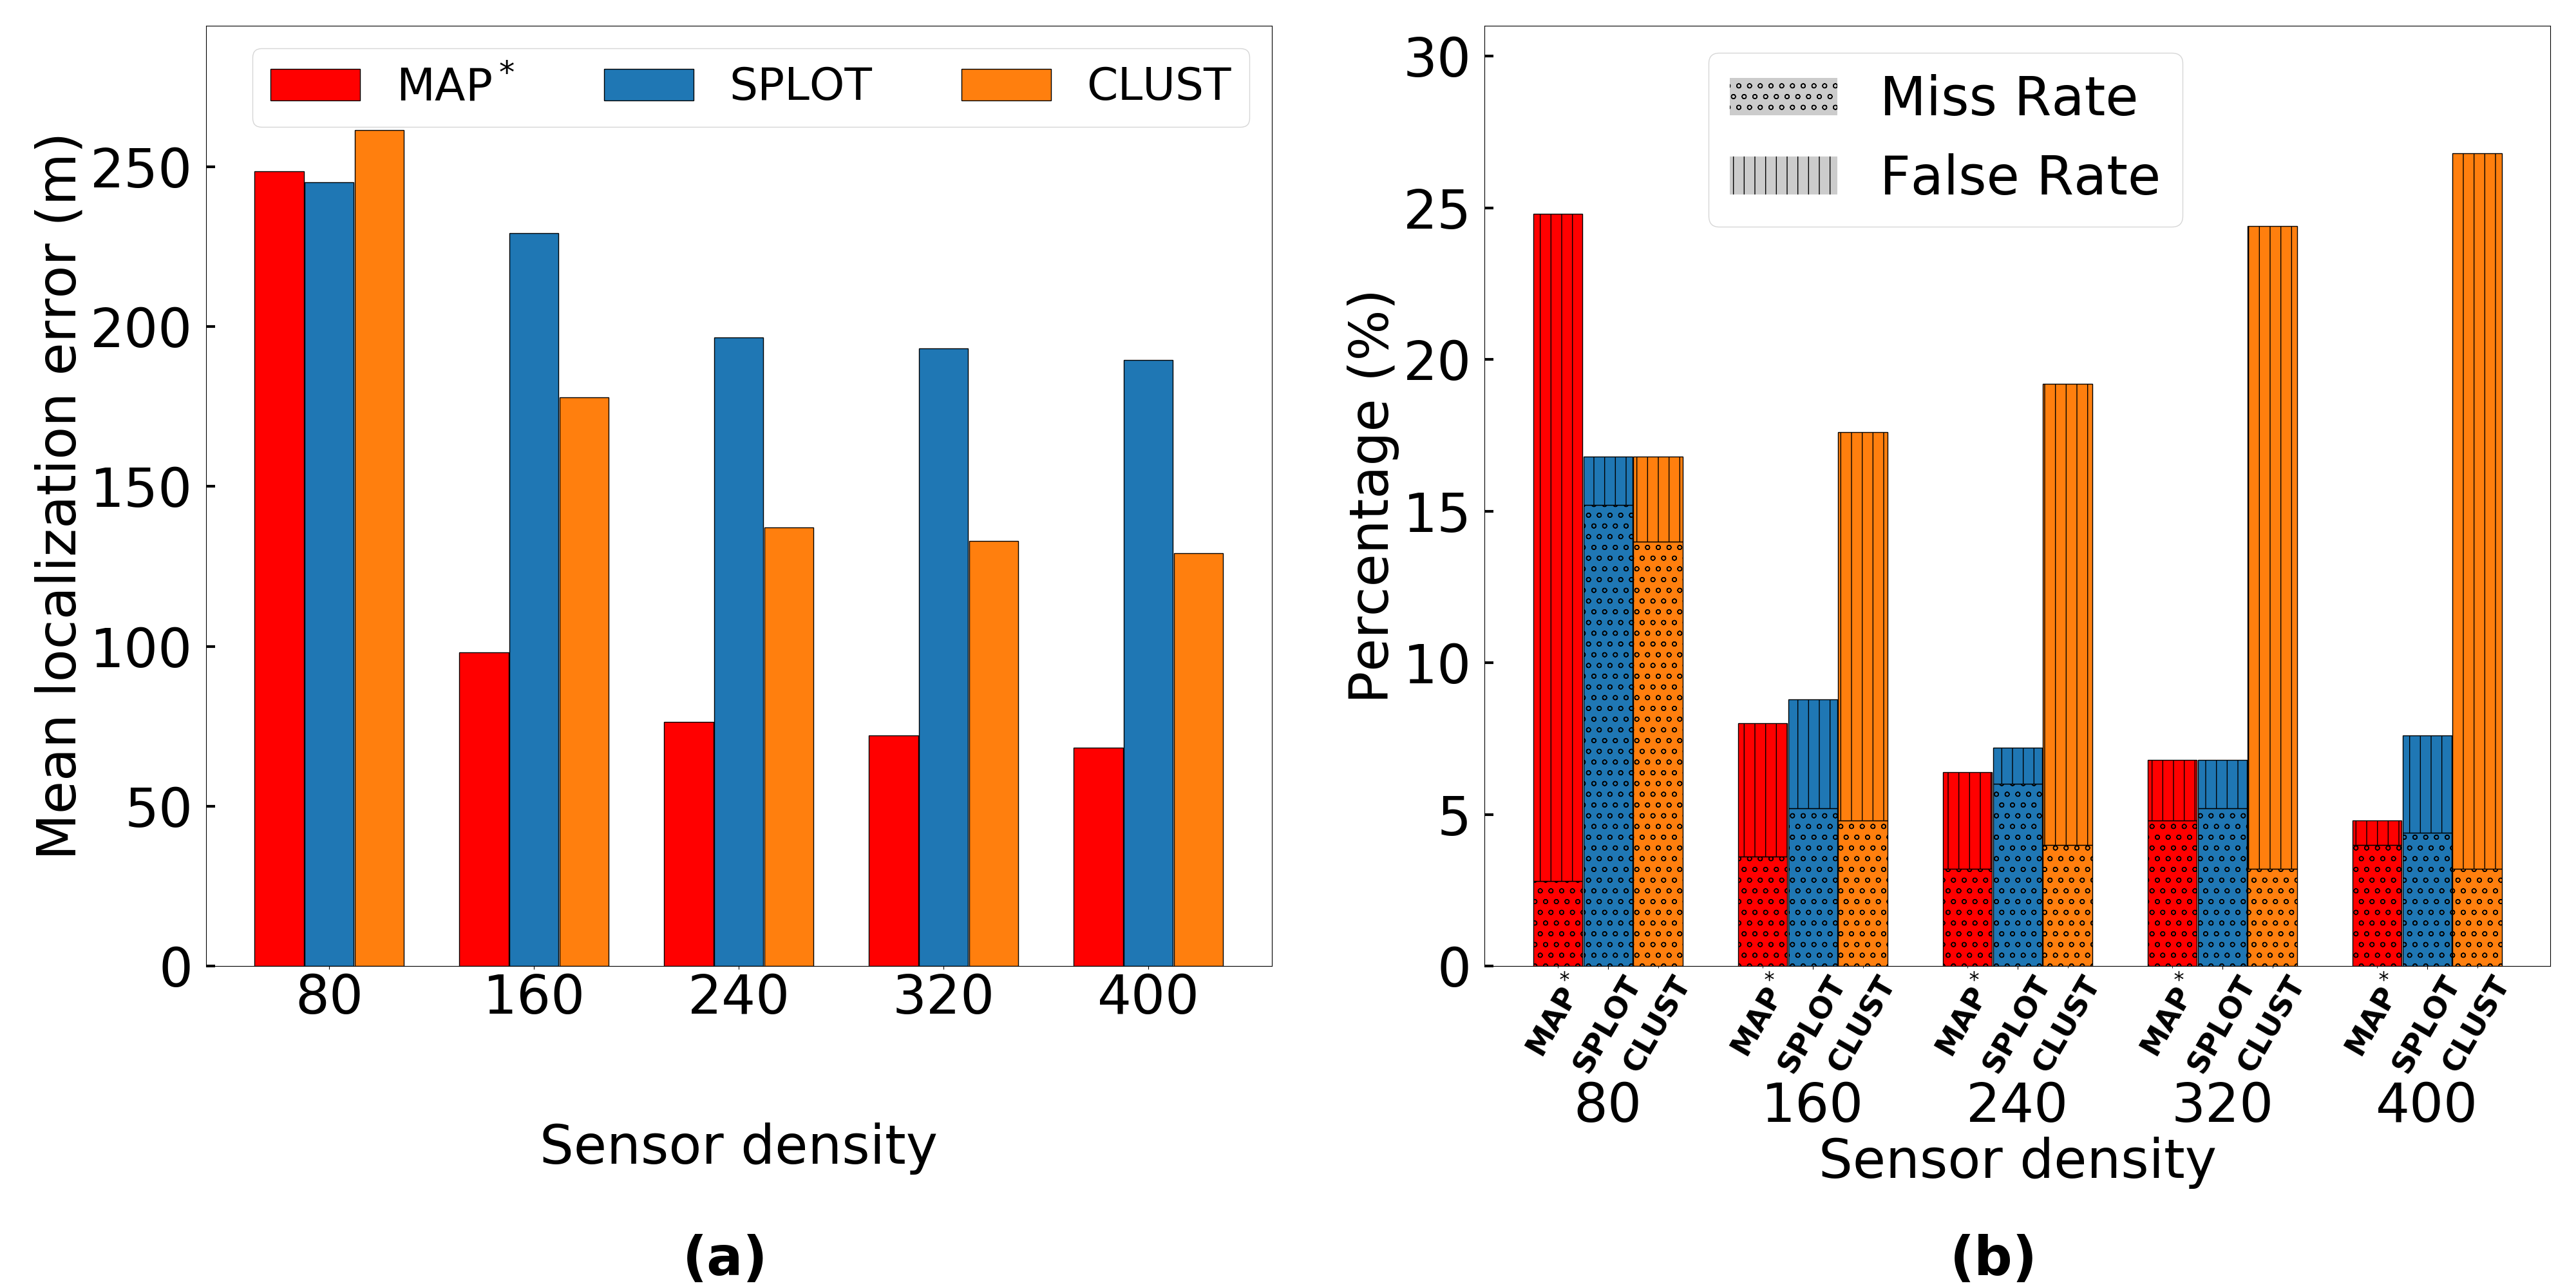 MAP* SPLOT CLUST
Mean localization error (m)
250
200
150
100
50
0
80 160 240 320 400
Sensor density
(a)
Miss Rate
False Rate
Percentage (%)
30
25
20
15
10
5
0
MAP* SPLOT CLUST MAP* SPLOT CLUST MAP* SPLOT CLUST MAP* SPLOT CLUST MAP* SPLOT CLUST
80 160 240 320 400
Sensor density
(b)